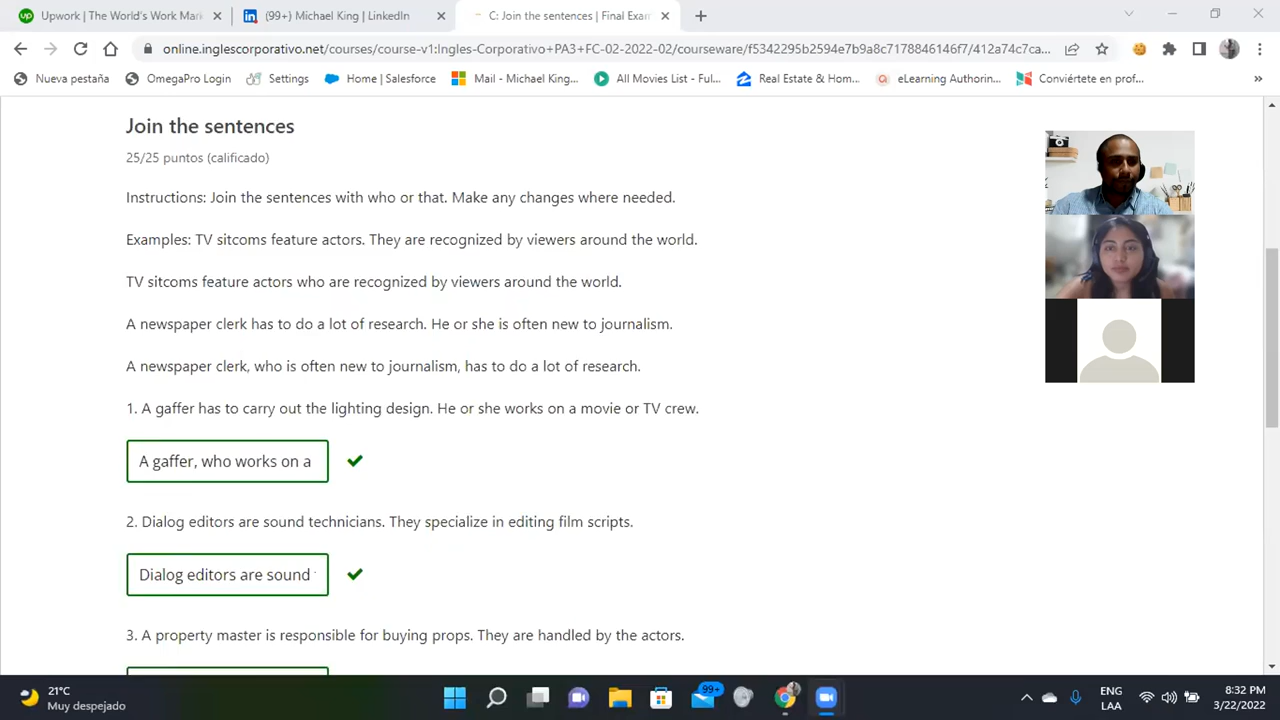 Upwork | The World's Work Mark
(99+) Michael King | LinkedIn
C: Join the sentences | Final Exam
online.inglescorporativo.net/courses/course-v1:Ingles-Corporativo+PA3+FC-02-2022-02/courseware/f5342295b2594e7b9a8c7178846146f7/412a74c7ca...
Nueva pestaña
OmegaPro Login
Settings
Home | Salesforce
Mail - Michael King...
All Movies List - Ful...
Real Estate & Hom...
eLearning Authorin...
Conviértete en prof...
Join the sentences
25/25 puntos (calificado)
Instructions: Join the sentences with who or that. Make any changes where needed.
Examples: TV sitcoms feature actors. They are recognized by viewers around the world.
TV sitcoms feature actors who are recognized by viewers around the world.
A newspaper clerk has to do a lot of research. He or she is often new to journalism.
A newspaper clerk, who is often new to journalism, has to do a lot of research.
1. A gaffer has to carry out the lighting design. He or she works on a movie or TV crew.
A gaffer, who works on a
2. Dialog editors are sound technicians. They specialize in editing film scripts.
Dialog editors are sound
3. A property master is responsible for buying props. They are handled by the actors.
21°C
Muy despejado
99+
ENG
LAA
8:32 PM
3/22/2022